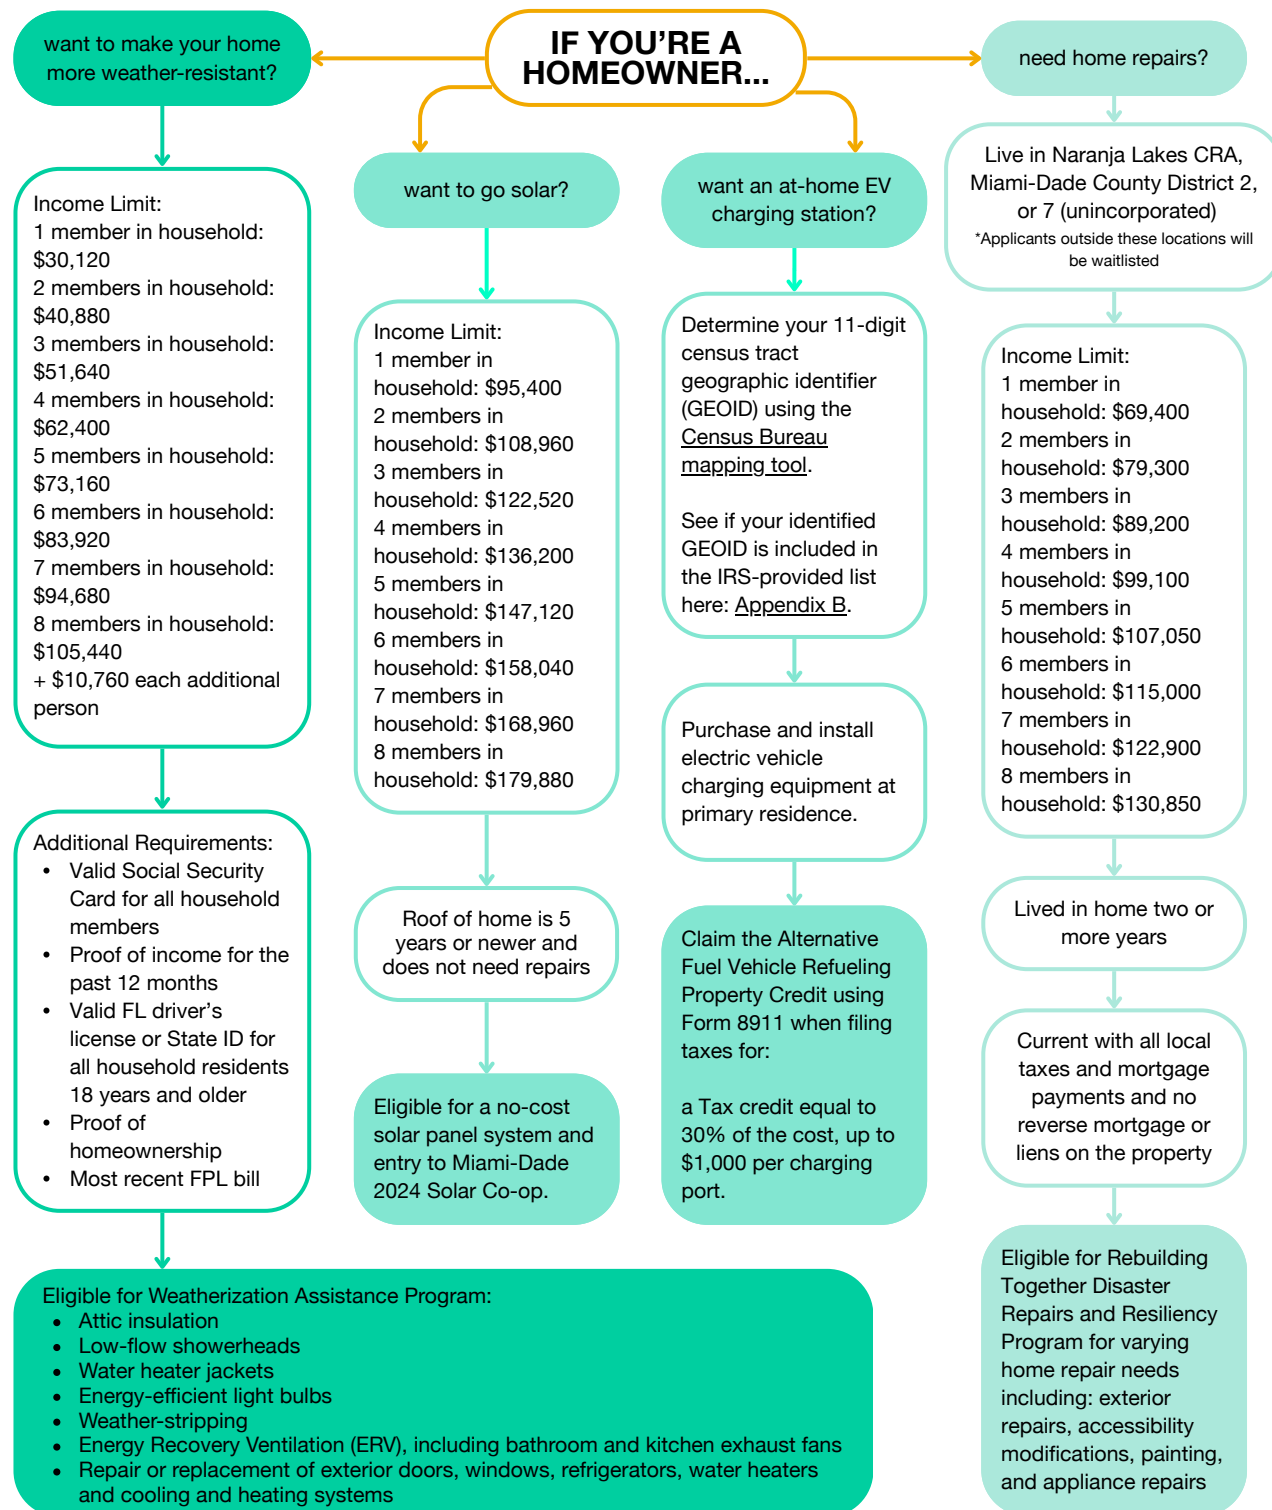 IF YOU'RE A
HOMEOWNER...
want to make your home
more weather-resistant?
Income Limit:
1 member in household:
$30,120
2 members in household:
$40,880
3 members in household:
$51,640
4 members in household:
$62,400
5 members in household:
$73,160
6 members in household:
$83,920
7 members in household:
$94,680
8 members in household:
$105,440
+ $10,760 each additional
person
Additional Requirements:
• Valid Social Security
Card for all household
members
• Proof of income for the
past 12 months
• Valid FL driver's
license or State ID for
all household residents
18 years and older
• Proof of
homeownership
• Most recent FPL bill
Eligible for Weatherization Assistance Program:
• Attic insulation
• Low-flow showerheads
• Water heater jackets
• Energy-efficient light bulbs
• Weather-stripping
• Energy Recovery Ventilation (ERV), including bathroom and kitchen exhaust fans
• Repair or replacement of exterior doors, windows, refrigerators, water heaters
and cooling and heating systems
want to go solar?
Income Limit:
1 member in
household: $95,400
2 members in
household: $108,960
3 members in
household: $122,520
4 members in
household: $136,200
5 members in
household: $147,120
6 members in
household: $158,040
7 members in
household: $168,960
8 members in
household: $179,880
Roof of home is 5
years or newer and
does not need repairs
Eligible for a no-cost
solar panel system and
entry to Miami-Dade
2024 Solar Co-op.
want an at-home EV
charging station?
Determine your 11-digit
census tract
geographic identifier
(GEOID) using the
Census Bureau
mapping tool.
See if your identified
GEOID is included in
the IRS-provided list
here: Appendix B.
Purchase and install
electric vehicle
charging equipment at
primary residence.
Claim the Alternative
Fuel Vehicle Refueling
Property Credit using
Form 8911 when filing
taxes for:
a Tax credit equal to
30% of the cost, up to
$1,000 per charging
port.
need home repairs?
Live in Naranja Lakes CRA,
Miami-Dade County District 2,
or 7 (unincorporated)
*Applicants outside these locations will
be waitlisted
Income Limit:
1 member in
household: $69,400
2 members in
household: $79,300
3 members in
household: $89,200
4 members in
household: $99,100
5 members in
household: $107,050
6 members in
household: $115,000
7 members in
household: $122,900
8 members in
household: $130,850
Lived in home two or
more years
Current with all local
taxes and mortgage
payments and no
reverse mortgage or
liens on the property
Eligible for Rebuilding
Together Disaster
Repairs and Resiliency
Program for varying
home repair needs
including: exterior
repairs, accessibility
modifications, painting,
and appliance repairs